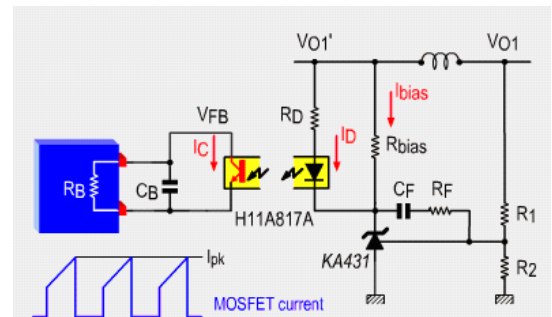 VO1'
VO1
Ibias
VFB
RD
IC
ID
Rbias
RB
CB
CF
RF
R1
H11A817A
KA431
R2
Ipk
MOSFET current